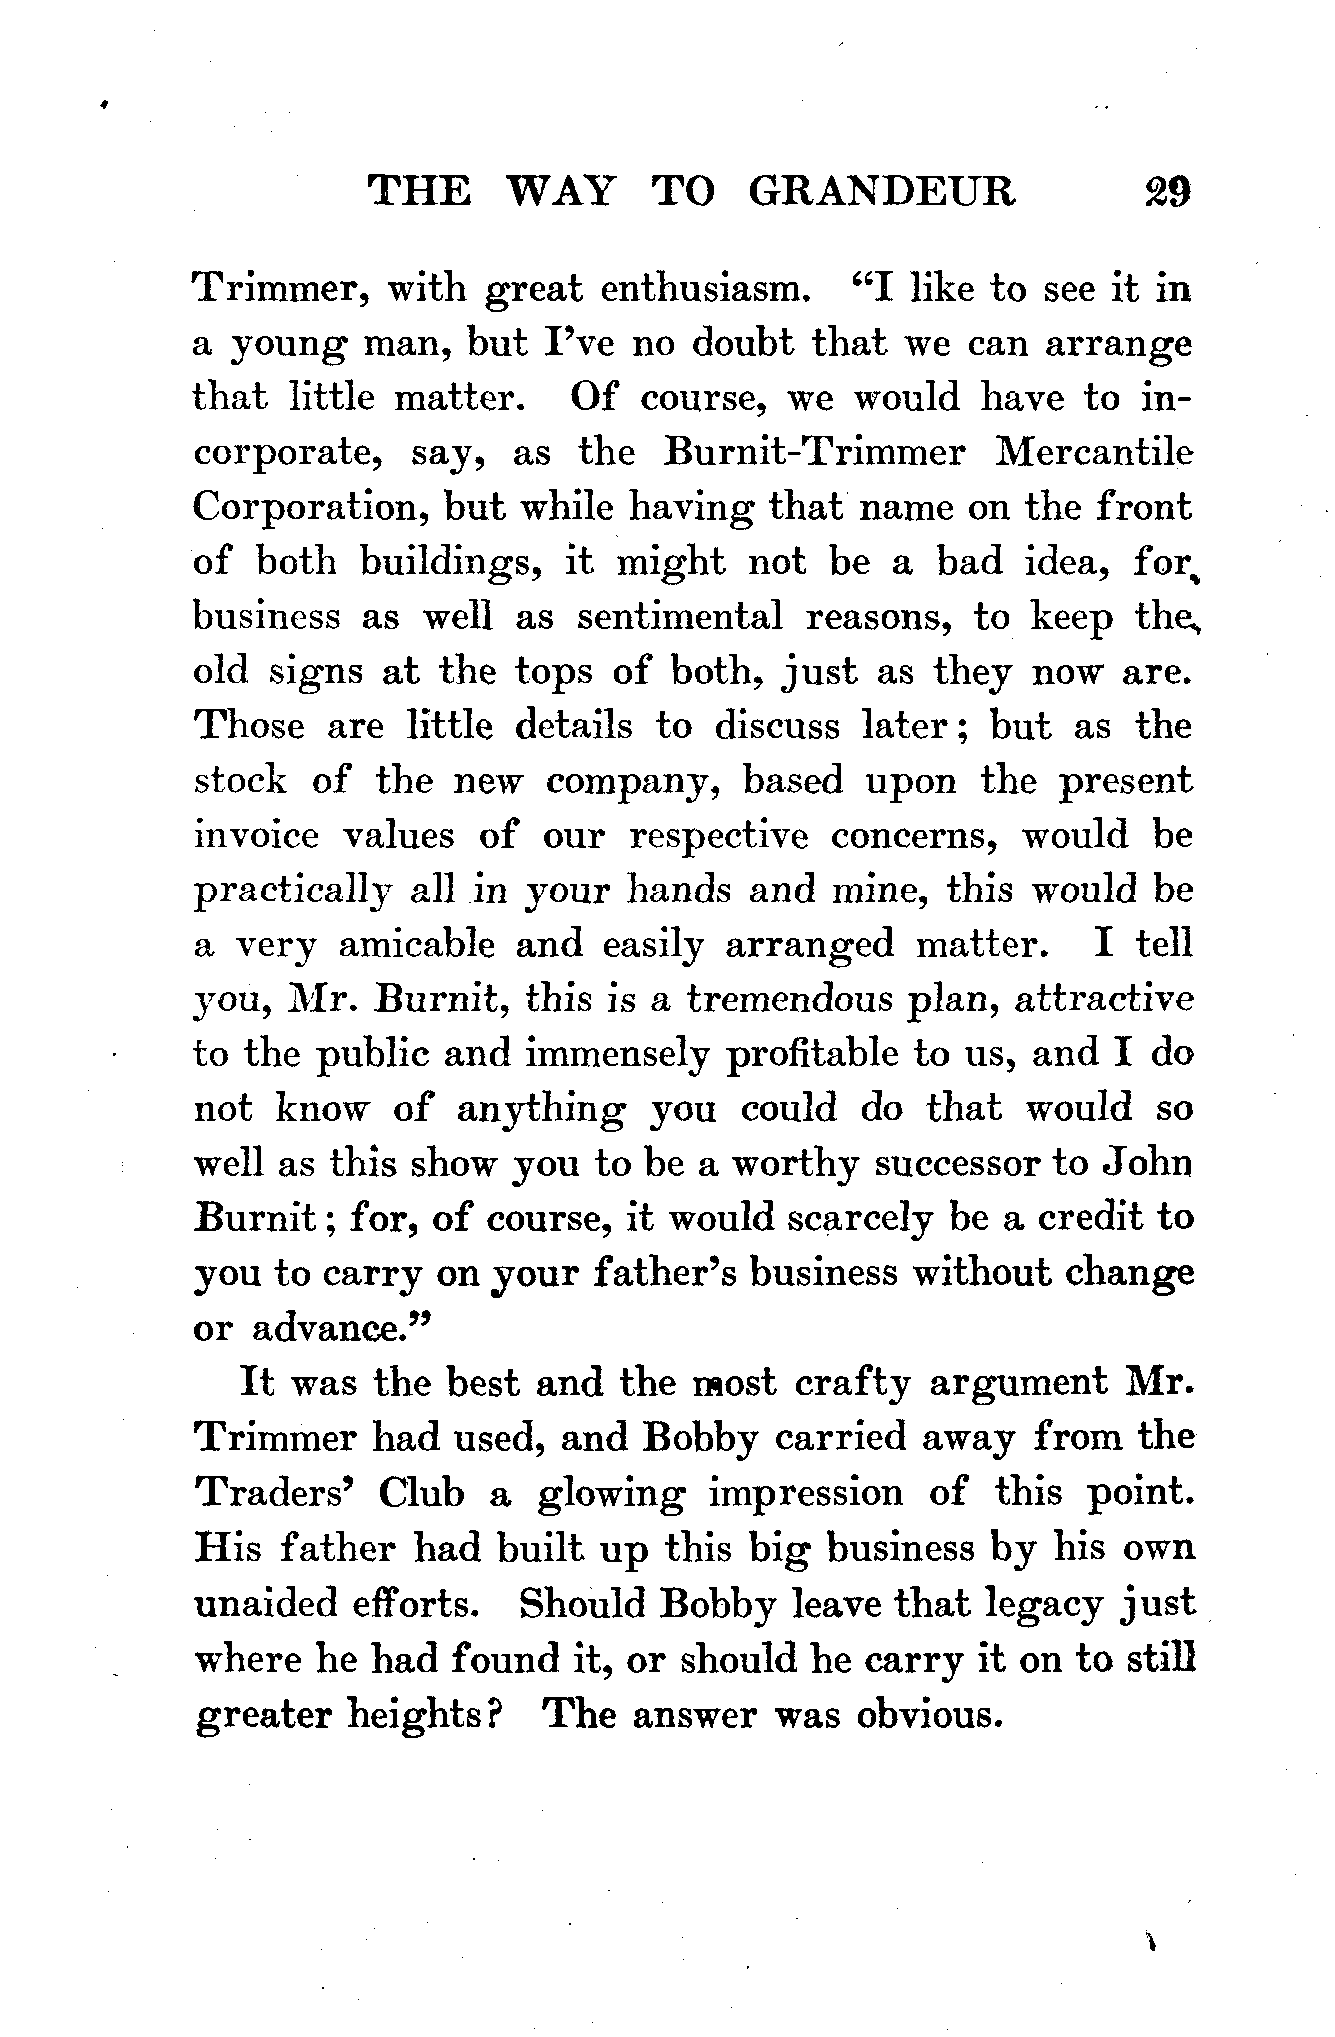 THE WAY TO GRANDEUR 29
Trimmer, with great enthusiasm. “I like to see it in
a young man, but I’ve no doubt that we can arrange
that little matter. Of course, we would have to in-
corporate, say, as the Burnit-Trimmer Mercantile
Corporation, but while having that name on the front
of both buildings, it might not be a bad idea, for
business as well as sentimental reasons, to keep the
old signs at the tops of both, just as they now are.
Those are little details to discuss later; but as the
stock of the new company, based upon the present
invoice values of our respective concerns, would be
practically all in your hands and mine, this would be
a very amicable and easily arranged matter. I tell
you, Mr. Burnit, this is a tremendous plan, attractive
to the public and immensely profitable to us, and I do
not know of anything you could do that would so
well as this show you to be a worthy successor to John
Burnit; for, of course, it would scarcely be a credit to
you to carry on your father’s business without change
or advance.”
It was the best and the most crafty argument Mr.
Trimmer had used, and Bobby carried away from the
Traders’ Club a glowing impression of this point.
His father had built up this big business by his own
unaided efforts. Should Bobby leave that legacy just
where he had found it, or should he carry it on to still
greater heights? The answer was obvious.